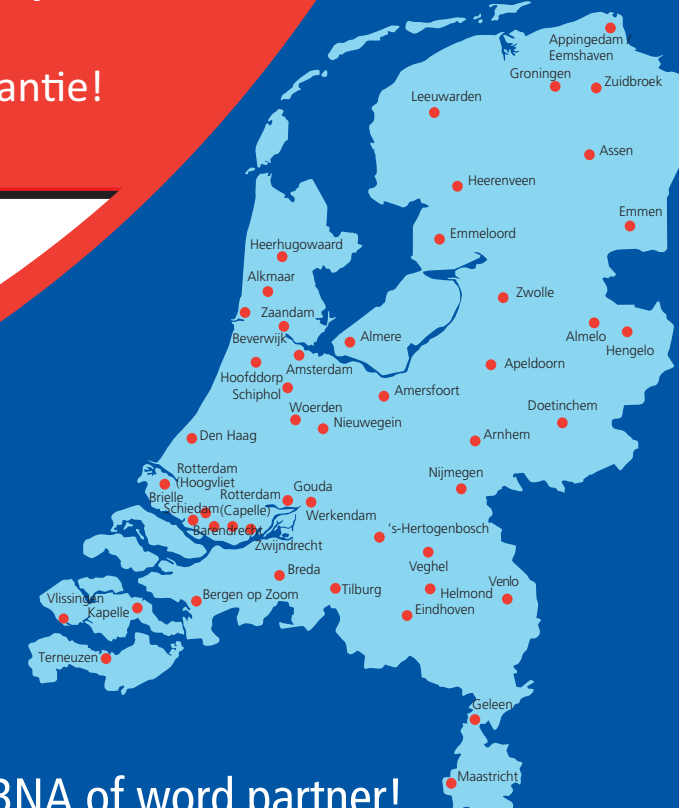 antie!
Appingedam /
Eemshaven
Groningen
Zuidbroek
Leeuwarden
Assen
Heerenveen
Emmen
Emmeloord
Heerhugowaard
Alkmaar
Zwolle
Zaandam
Beverwijk
Almere
Almelo
Hengelo
Amsterdam
Apeldoorn
Hoofddorp
Schiphol
Amersfoort
Woerden
Doetinchem
Nieuwegein
Den Haag
Arnhem
Rotterdam
(Hoogvliet
Nijmegen
Brielle
Rotterdam
Gouda
Schiedam
(Capelle)
Werkendam
Barendrecht
's-Hertogenbosch
Zwijndrecht
Veghel
Breda
Venlo
Tilburg
Helmond
Bergen op Zoom
Vlissingen
Kapelle
Eindhoven
Terneuzen
Geleen
Maastricht
BNA of word partner!